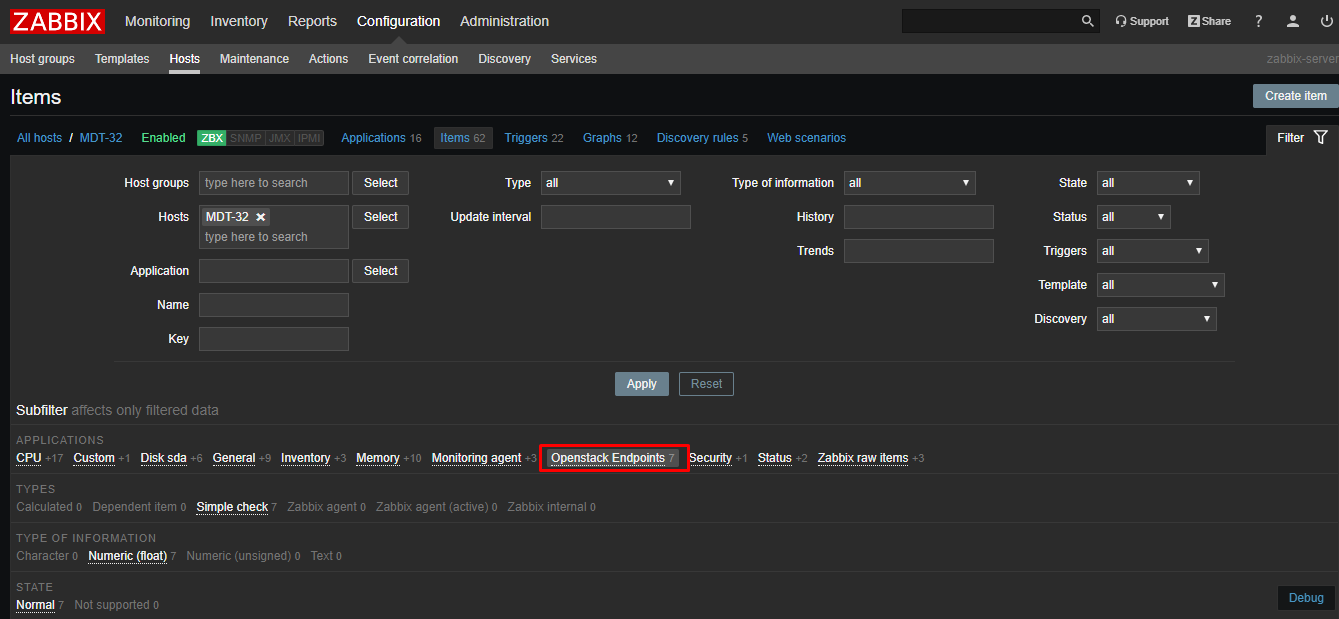 ZABBIX Monitoring Inventory Reports Configuration Administration Support Z Share ?
Host groups Templates Hosts Maintenance Actions Event correlation Discovery Services zabbix-server
Items Create item
All hosts / MDT-32 Enabled ZBX SNMP JMX IPMI Applications 16 Items 62 Triggers 22 Graphs 12 Discovery rules 5 Web scenarios Filter
Host groups type here to search Select Type all Type of information all State all
Hosts MDT-32 Select Update interval History Status all
type here to search
Trends Triggers all
Application Select
Template all
Name
Discovery all
Key
Apply Reset
Subfilter affects only filtered data
APPLICATIONS
CPU +17 Custom +1 Disk sda +6 General +9 Inventory +3 Memory +10 Monitoring agent +3 Openstack Endpoints 7 Security +1 Status +2 Zabbix raw items +3
TYPES
Calculated 0 Dependent item 0 Simple check 7 Zabbix agent 0 Zabbix agent (active) 0 Zabbix internal 0
TYPE OF INFORMATION
Character 0 Numeric (float) 7 Numeric (unsigned) 0 Text 0
STATE
Normal 7 Not supported 0
Debug